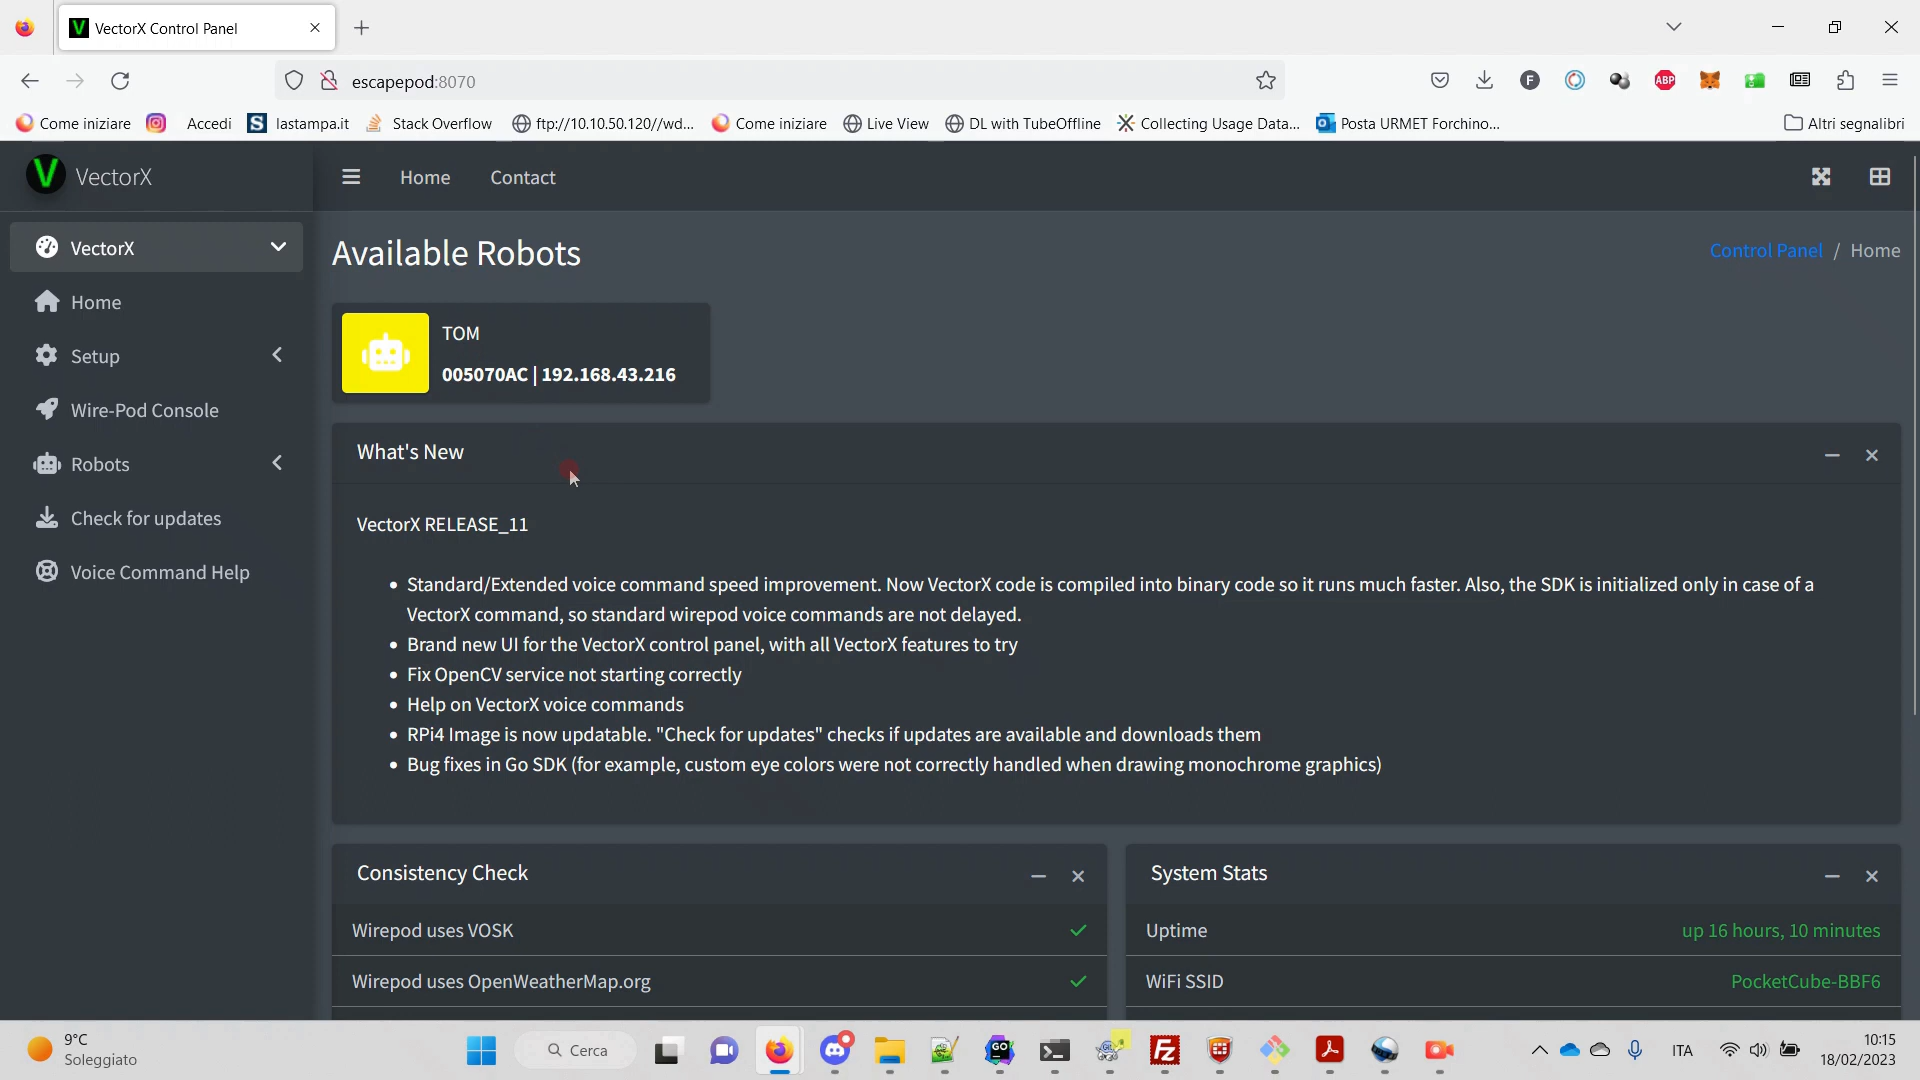 VectorX Control Panel
escapepod:8070
F
ABP
Come iniziare
Accedi
S
lastampa.it
Stack Overflow
ftp://10.10.50.120//wd...
Come iniziare
Live View
DL with TubeOffline
Collecting Usage Data...
Posta URMET Forchino...
Altri segnalibri
V
VectorX
Home
Contact
VectorX
Home
Setup
Wire-Pod Console
Robots
Check for updates
Voice Command Help
Available Robots
Control Panel / Home
TOM
005070AC | 192.168.43.216
What's New
VectorX RELEASE_11
• Standard/Extended voice command speed improvement. Now VectorX code is compiled into binary code so it runs much faster. Also, the SDK is initialized only in case of a
VectorX command, so standard wirepod voice commands are not delayed.
• Brand new UI for the VectorX control panel, with all VectorX features to try
• Fix OpenCV service not starting correctly
• Help on VectorX voice commands
• RPi4 Image is now updatable. "Check for updates" checks if updates are available and downloads them
• Bug fixes in Go SDK (for example, custom eye colors were not correctly handled when drawing monochrome graphics)
Consistency Check
Wirepod uses VOSK
Wirepod uses OpenWeatherMap.org
System Stats
Uptime
up 16 hours, 10 minutes
WiFi SSID
PocketCube-BBF6
9°C
Soleggiato
Cerca
GO
Fz
ITA
10:15
18/02/2023